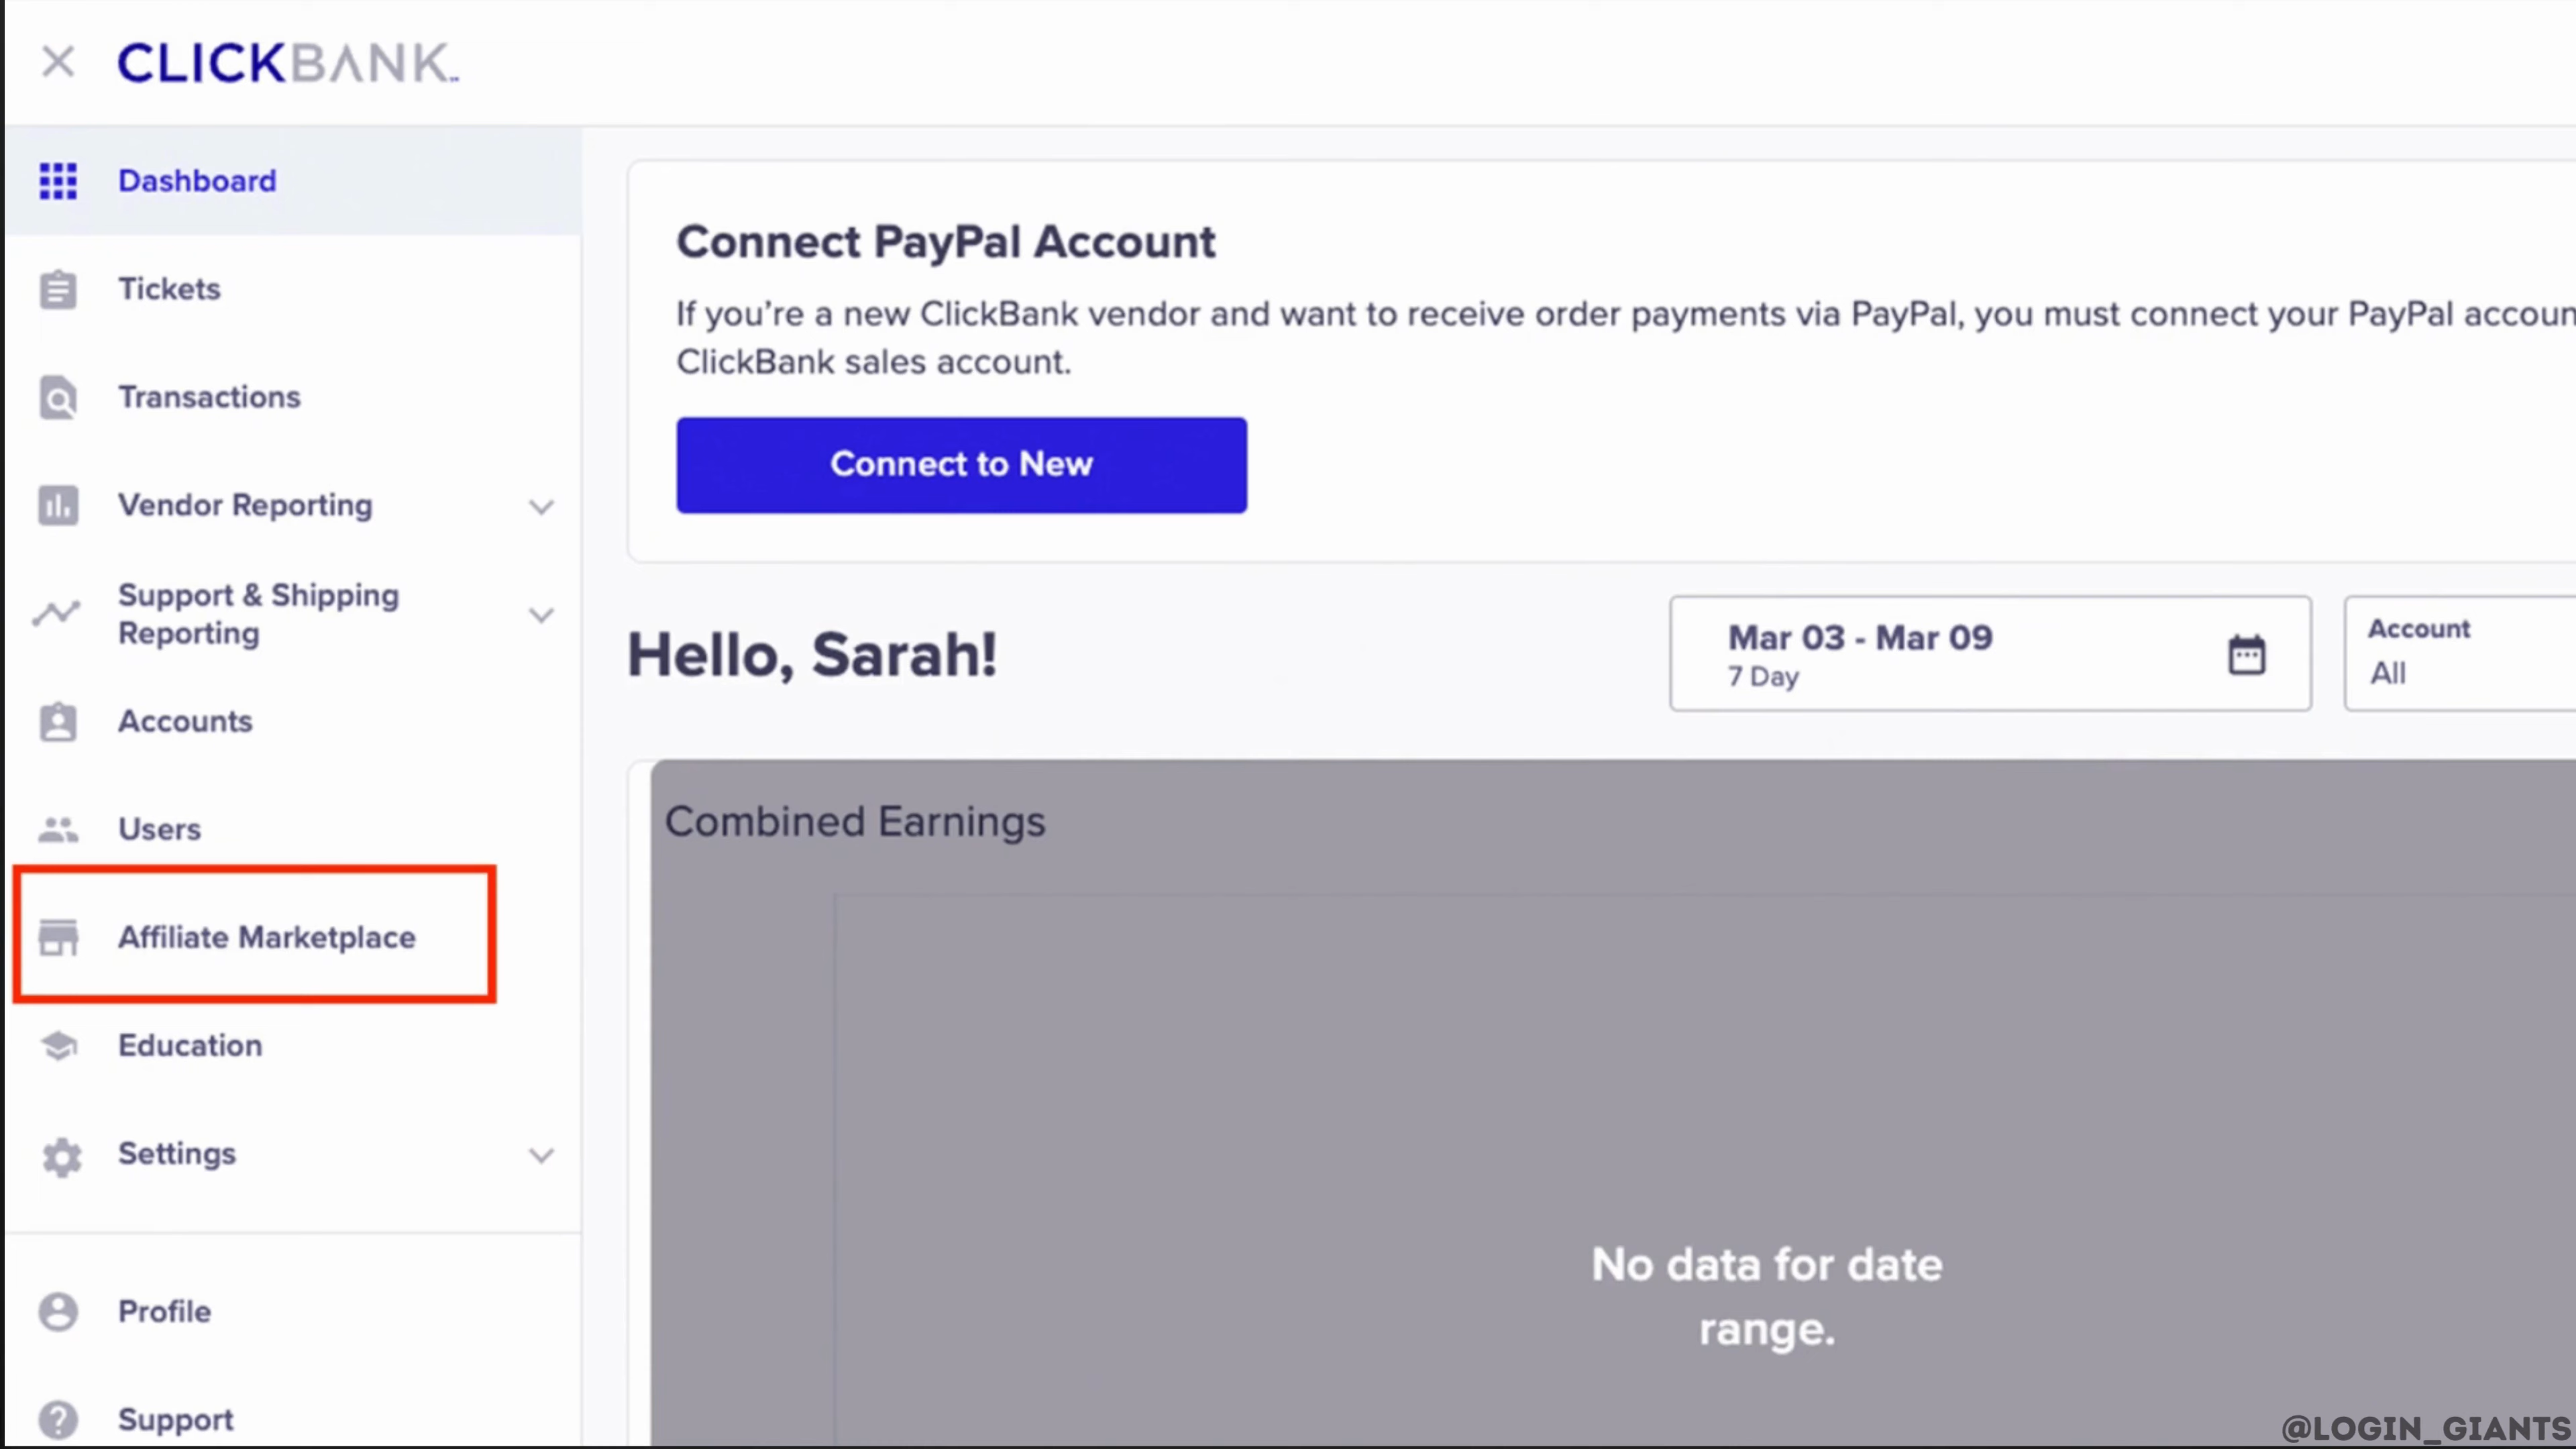 CLICKBANK
Dashboard
Tickets
Transactions
Vendor Reporting
Support & Shipping
Reporting
Accounts
Users
Affiliate Marketplace
Education
Settings
Profile
Support
Connect PayPal Account
If you're a new ClickBank vendor and want to receive order payments via PayPal, you must connect your PayPal accoun
ClickBank sales account.
Connect to New
Hello, Sarah!
Mar 03 - Mar 09
7 Day
Account
All
Combined Earnings
No data for date
range.
@LOGIN_GIANTS